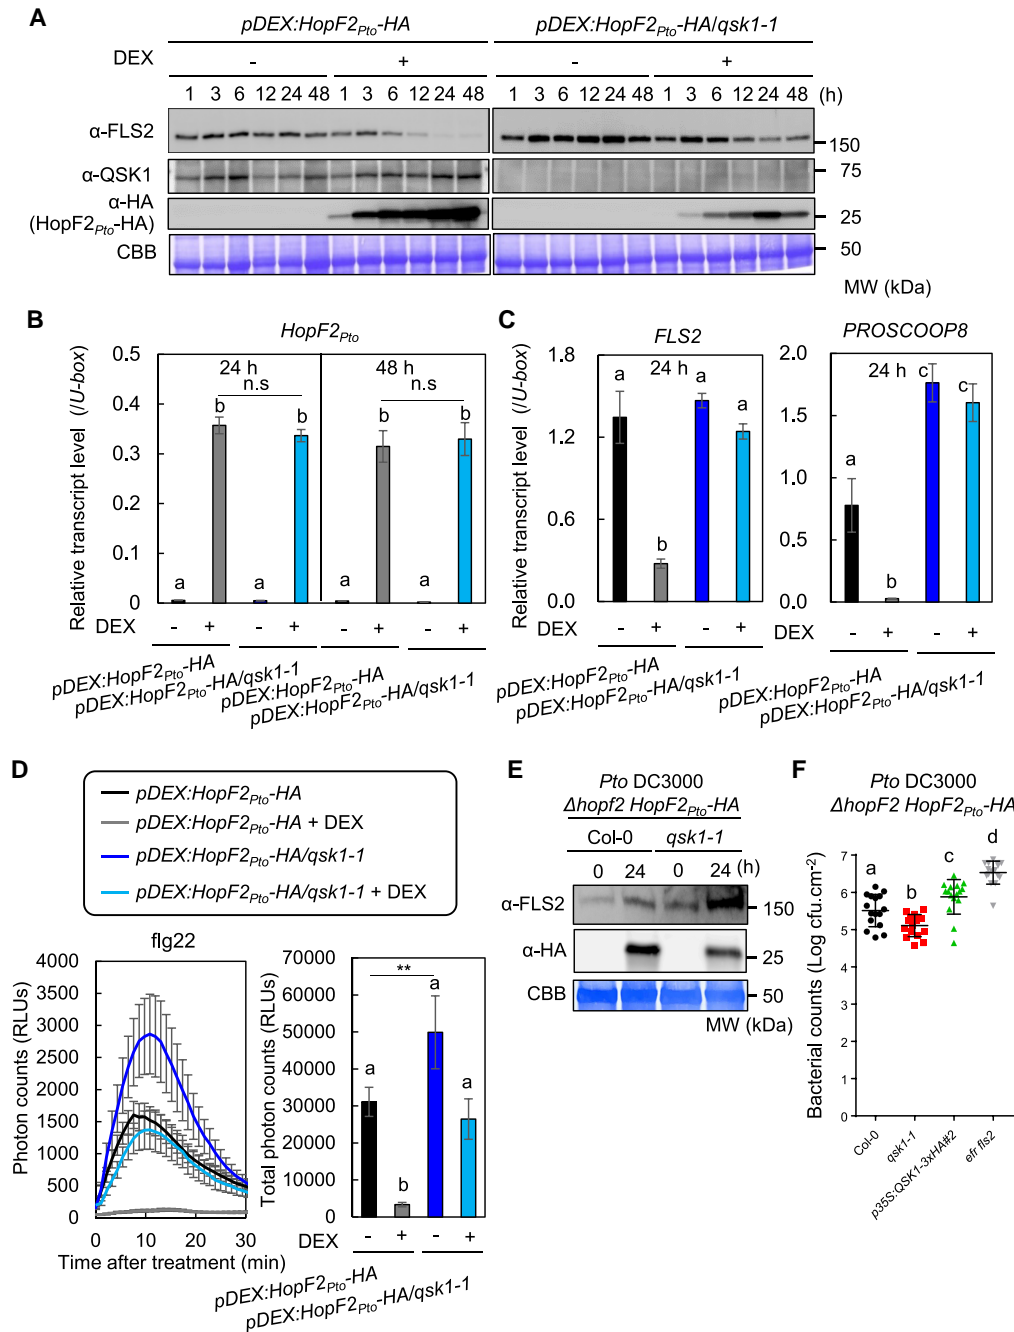 A
pDEX:HopF2Pto-HA
pDEX:HopF2Pto-HA/qsk1-1
DEX - + - +
1 3 6 12 24 48 1 3 6 12 24 48 1 3 6 12 24 48 1 3 6 12 24 48 (h)
α-FLS2
150
α-QSK1
75
α-HA
(HopF2Pto-HA)
25
CBB
50
MW (kDa)
B
HopF2Pto
Relative transcript level (/U-box)
0.5
0.4
0.3
0.2
0.1
0
24 h
n.s
48 h
n.s
a b a b a b a b
DEX - + - + - + - +
pDEX:HopF2Pto-HA
pDEX:HopF2Pto-HA/qsk1-1
pDEX:HopF2Pto-HA
pDEX:HopF2Pto-HA/qsk1-1
C
FLS2
Relative transcript level (/U-box)
1.8
1.2
0.6
0.0
24 h
a b a a
DEX - + - +
pDEX:HopF2Pto-HA
pDEX:HopF2Pto-HA/qsk1-1
PROSCOOP8
2.0
1.5
1.0
0.5
0.0
24 h
a b c c
- + - +
pDEX:HopF2Pto-HA
pDEX:HopF2Pto-HA/qsk1-1
D
pDEX:HopF2Pto-HA
pDEX:HopF2Pto-HA + DEX
pDEX:HopF2Pto-HA/qsk1-1
pDEX:HopF2Pto-HA/qsk1-1 + DEX
flg22
Photon counts (RLUs)
4000
3500
3000
2500
2000
1500
1000
500
0
0 10 20 30
Time after treatment (min)
Total photon counts (RLUs)
70000
60000
50000
40000
30000
20000
10000
0
**
a b a a
DEX - + - +
pDEX:HopF2Pto-HA
pDEX:HopF2Pto-HA/qsk1-1
E
Pto DC3000
Δhopf2 HopF2Pto-HA
Col-0 qsk1-1
0 24 0 24 (h)
α-FLS2
150
α-HA
25
CBB
50
MW (kDa)
F
Pto DC3000
ΔhopF2 HopF2Pto-HA
Bacterial counts (Log cfu.cm-2)
7
6
5
4
3
2
1
0
a b c d
Col-0
qsk1-1
p35S:QSK1-3xHA#2
efr fls2